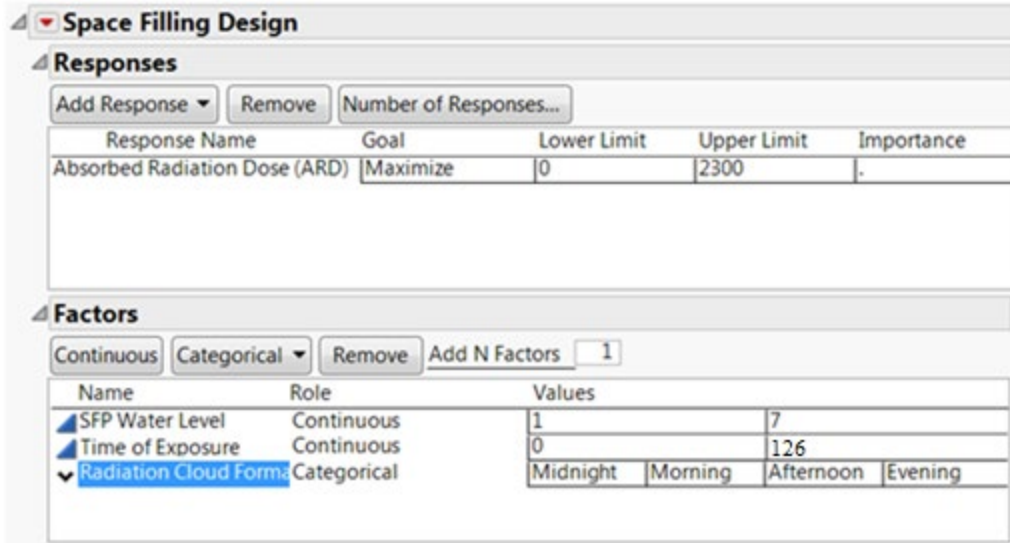 Space Filling Design
Responses
Add Response Remove Number of Responses...
Response Name Goal Lower Limit Upper Limit Importance
Absorbed Radiation Dose (ARD) Maximize 0 2300 .
Factors
Continuous Categorical Remove Add N Factors 1
Name Role Values
SFP Water Level Continuous 1 7
Time of Exposure Continuous 0 126
Radiation Cloud Forma Categorical Midnight Morning Afternoon Evening